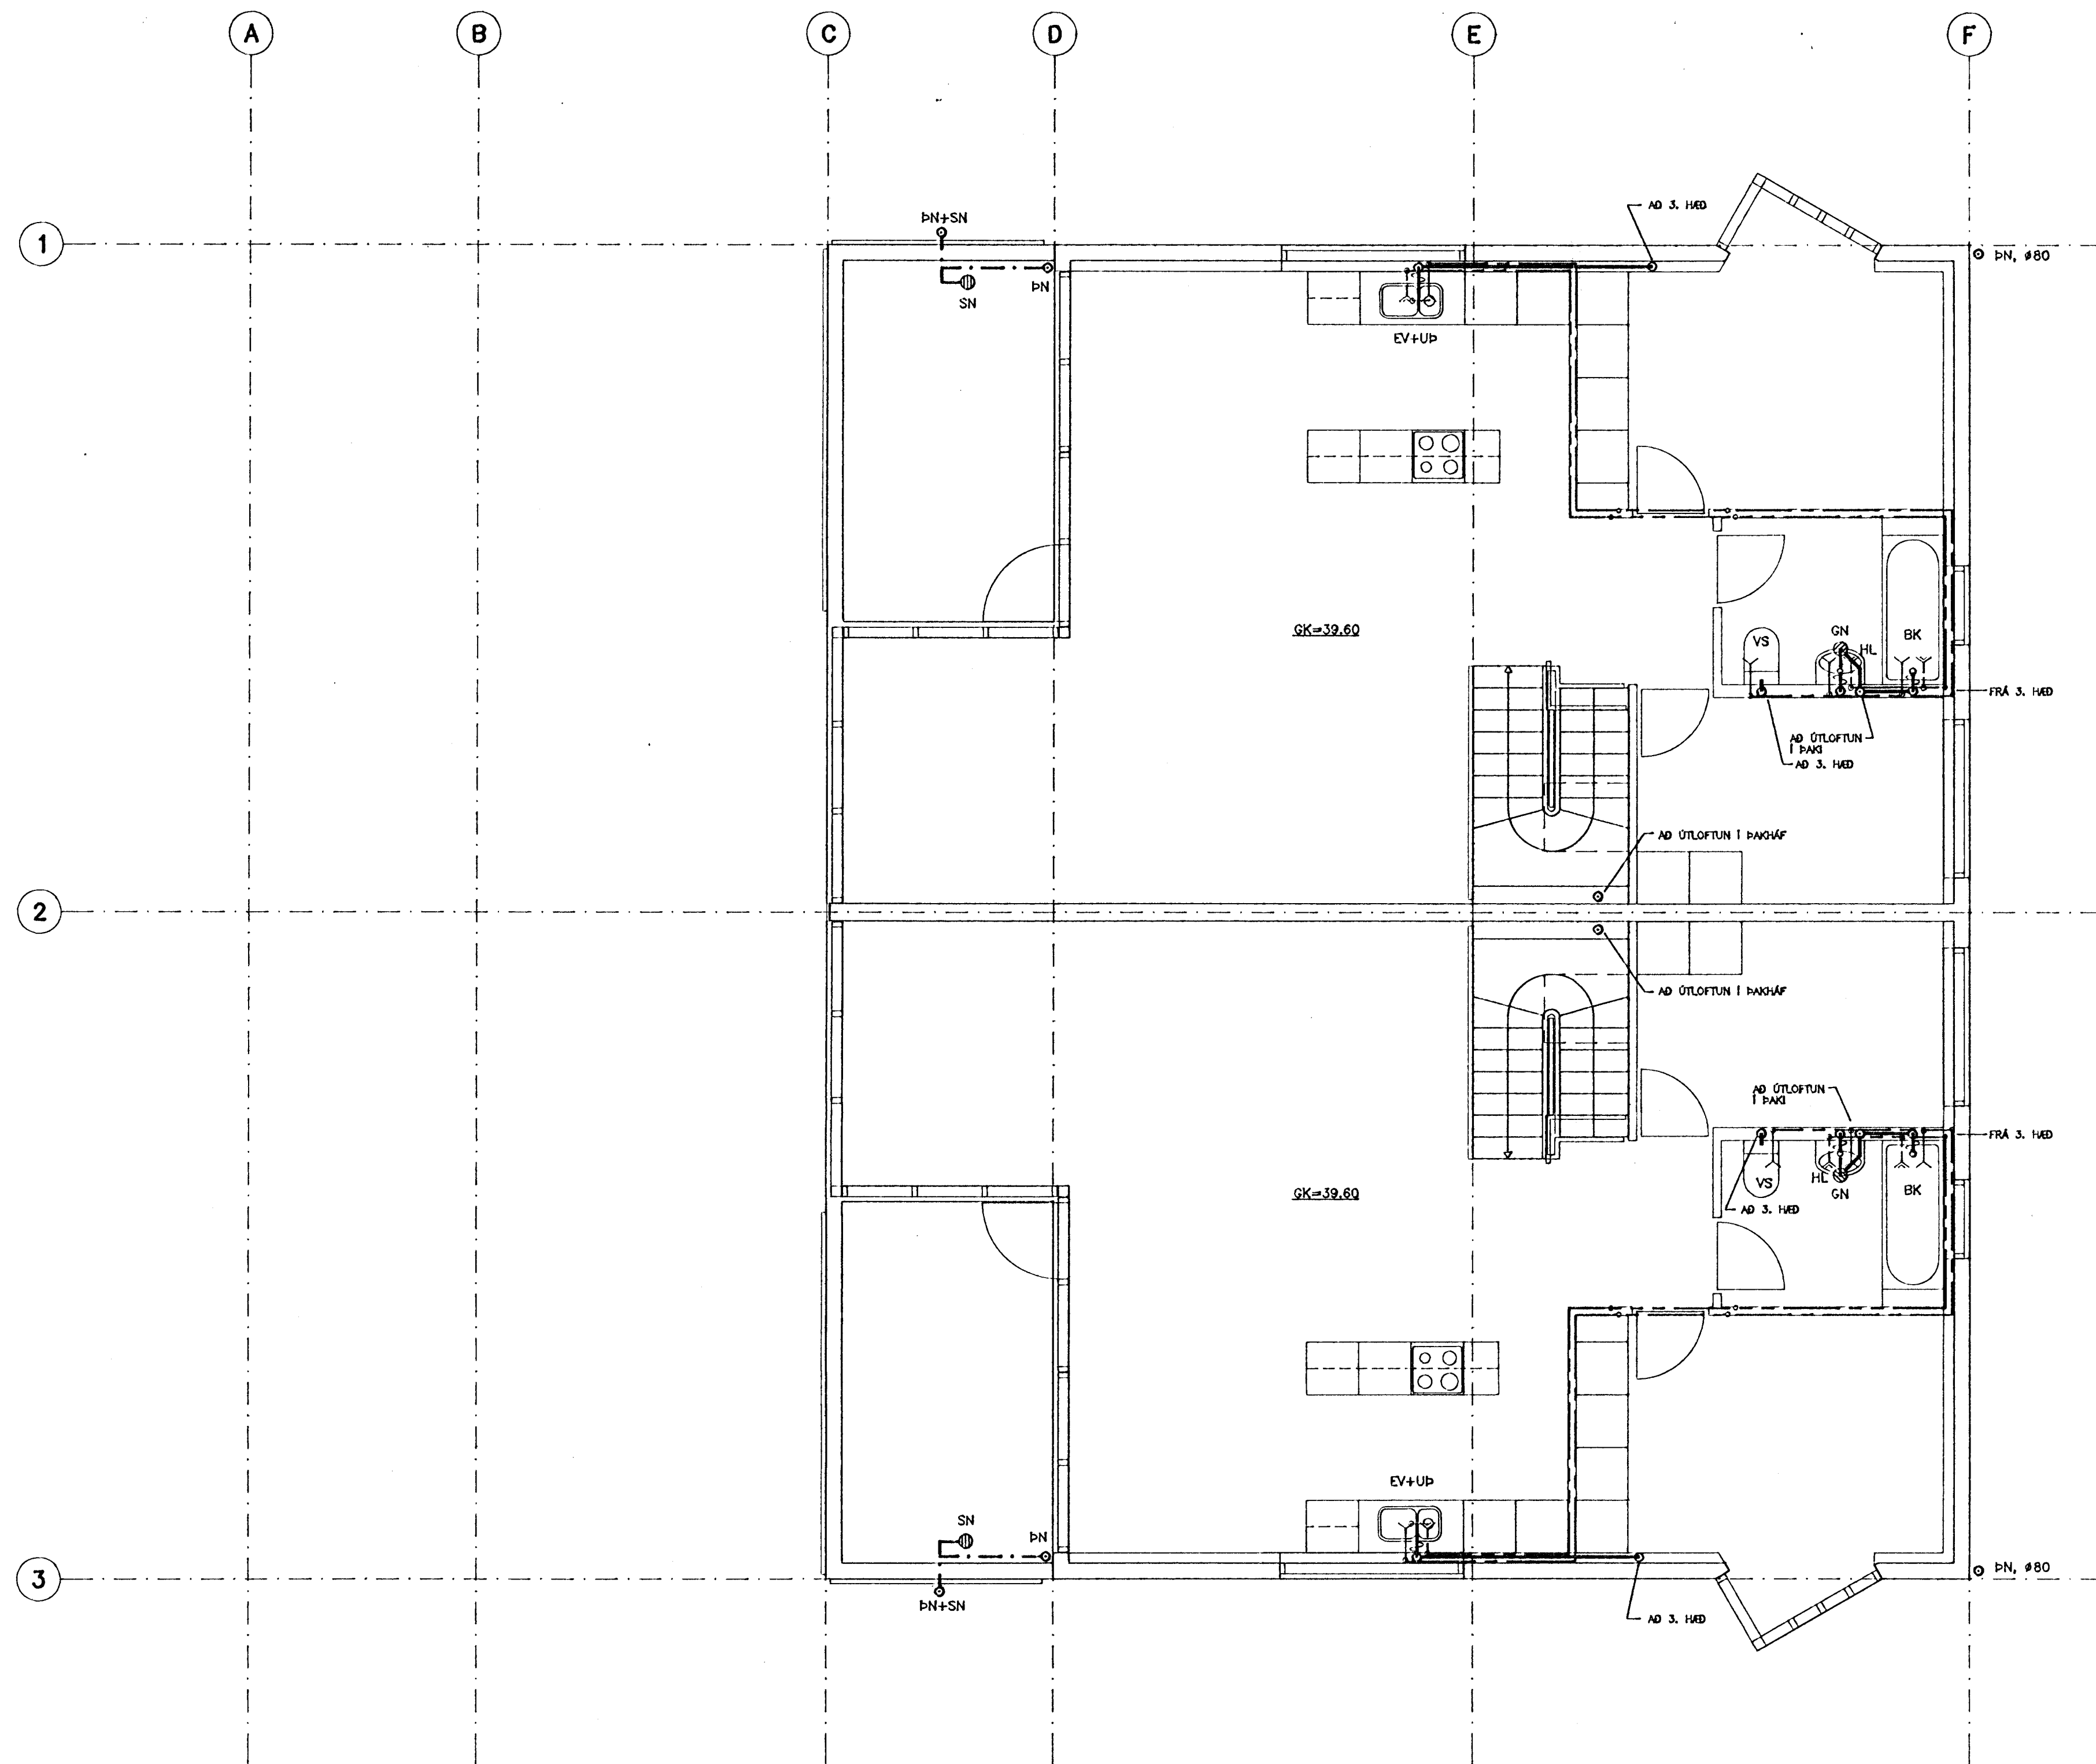 A
B
C
D
E
F
1
AÐ 3. HÆÐ
ÞN+SN
ÞN, ø80
ÞN
SN
EV+UÞ
GK=39.60
GN
VS
HL
BK
FRÁ 3. HÆÐ
AÐ ÚTLOFTUN
Í ÞAKI
AÐ 3. HÆÐ
AÐ ÚTLOFTUN Í ÞAKHÁF
2
AÐ ÚTLOFTUN Í ÞAKHÁF
AÐ ÚTLOFTUN
Í ÞAKI
FRÁ 3. HÆÐ
HL
VS
GN
BK
GK=39.60
AÐ 3. HÆÐ
EV+UÞ
SN
ÞN
3
ÞN, ø80
ÞN+SN
AÐ 3. HÆÐ